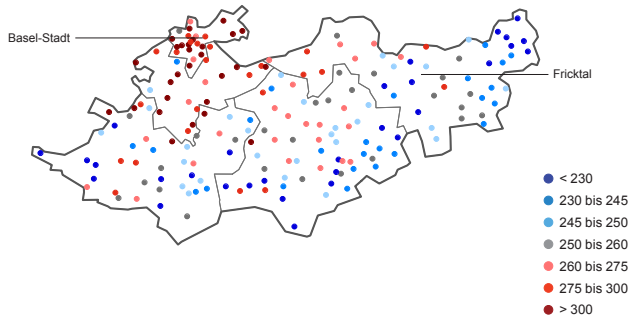 Basel-Stadt
Fricktal
< 230
230 bis 245
245 bis 250
250 bis 260
260 bis 275
275 bis 300
> 300